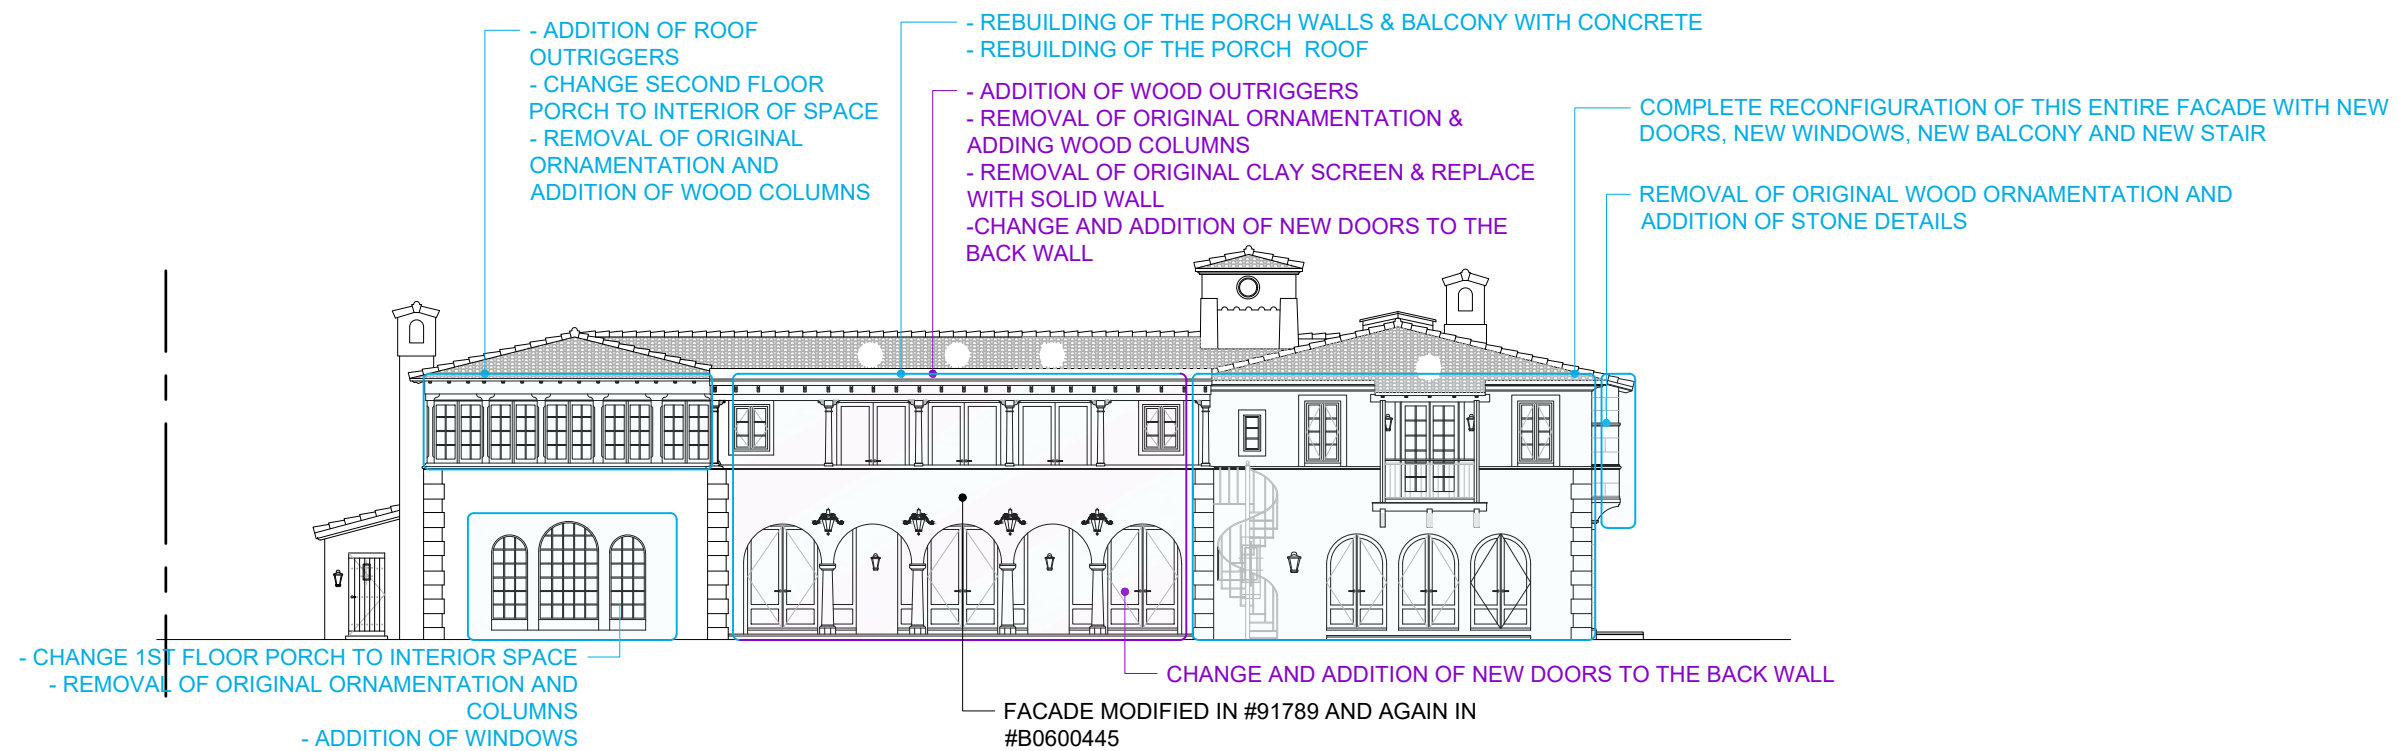 - ADDITION OF ROOF
OUTRIGGERS
- CHANGE SECOND FLOOR
PORCH TO INTERIOR OF SPACE
- REMOVAL OF ORIGINAL
ORNAMENTATION AND
ADDITION OF WOOD COLUMNS
- REBUILDING OF THE PORCH WALLS & BALCONY WITH CONCRETE
- REBUILDING OF THE PORCH ROOF
- ADDITION OF WOOD OUTRIGGERS
- REMOVAL OF ORIGINAL ORNAMENTATION &
ADDING WOOD COLUMNS
- REMOVAL OF ORIGINAL CLAY SCREEN & REPLACE
WITH SOLID WALL
-CHANGE AND ADDITION OF NEW DOORS TO THE
BACK WALL
COMPLETE RECONFIGURATION OF THIS ENTIRE FACADE WITH NEW
DOORS, NEW WINDOWS, NEW BALCONY AND NEW STAIR
REMOVAL OF ORIGINAL WOOD ORNAMENTATION AND
ADDITION OF STONE DETAILS
- CHANGE 1ST FLOOR PORCH TO INTERIOR SPACE
- REMOVAL OF ORIGINAL ORNAMENTATION AND
COLUMNS
- ADDITION OF WINDOWS
CHANGE AND ADDITION OF NEW DOORS TO THE BACK WALL
FACADE MODIFIED IN #91789 AND AGAIN IN
#B0600445